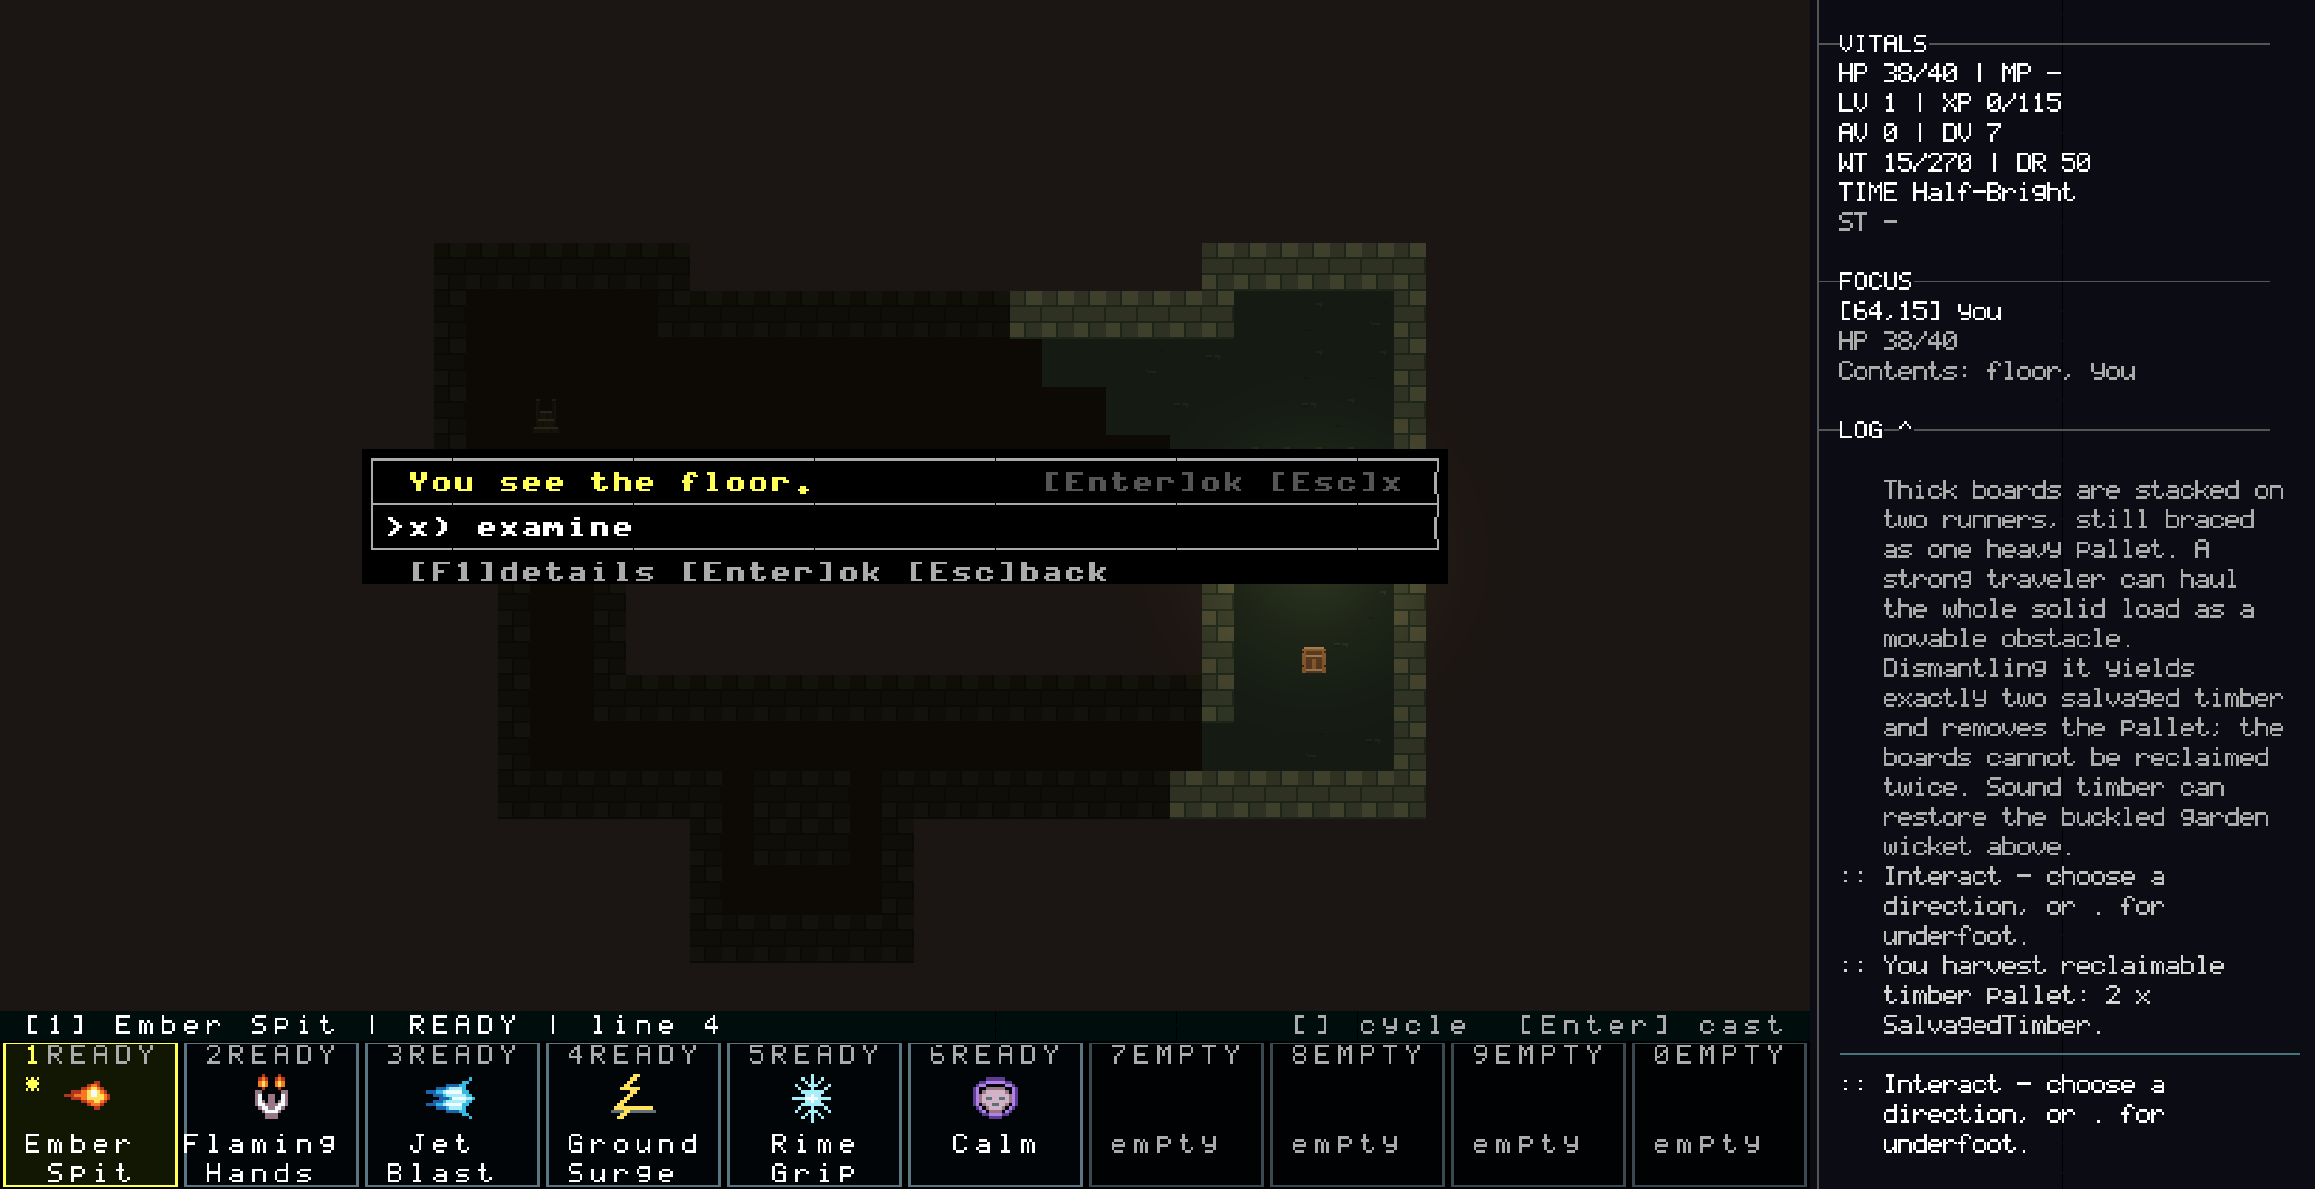 VITALS
HP 38/40 | MP -
LV 1 | XP 0/115
AV 0 | DV 7
WT 15/270 | DR 50
TIME Half-Bright
ST -
FOCUS
[64,15] you
HP 38/40
Contents: floor, you
LOG ^
Thick boards are stacked on
two runners, still braced
as one heavy pallet. A
strong traveler can haul
the whole solid load as a
movable obstacle.
Dismantling it yields
exactly two salvaged timber
and removes the pallet; the
boards cannot be reclaimed
twice. Sound timber can
restore the buckled garden
wicket above.
:: Interact - choose a
direction, or . for
underfoot.
:: You harvest reclaimable
timber pallet: 2 x
SalvagedTimber.
:: Interact - choose a
direction, or . for
underfoot.
You see the floor. [Enter]ok [Esc]x
>x) examine
[F1]details [Enter]ok [Esc]back
[1] Ember Spit | READY | line 4 [] cycle [Enter] cast
1READY 2READY 3READY 4READY 5READY 6READY 7EMPTY 8EMPTY 9EMPTY 0EMPTY
*
Ember Flaming Jet Ground Rime Calm empty empty empty empty
Spit Hands Blast Surge Grip